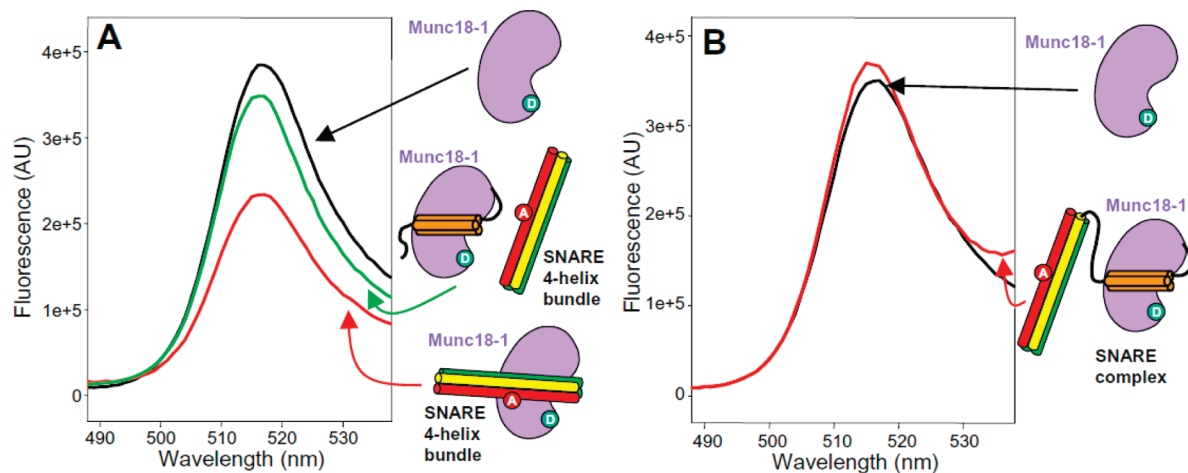 A
Munc18-1
D
4e+5
3e+5
2e+5
1e+5
0
Fluorescence (AU)
490
500
510
520
530
Wavelength (nm)
Munc18-1
D
A
SNARE
4-helix
bundle
Munc18-1
A
D
SNARE
4-helix
bundle
B
Munc18-1
D
4e+5
3e+5
2e+5
1e+5
0
Fluorescence (AU)
490
500
510
520
530
Wavelength (nm)
Munc18-1
A
D
SNARE
complex